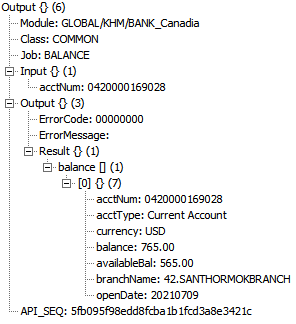 Output {} (6)
Module: GLOBAL/KHM/BANK_Canadia
Class: COMMON
Job: BALANCE
Input {} (1)
acctNum: 0420000169028
Output {} (3)
ErrorCode: 00000000
ErrorMessage:
Result {} (1)
balance [] (1)
[0] {} (7)
acctNum: 0420000169028
acctType: Current Account
currency: USD
balance: 765.00
availableBal: 565.00
branchName: 42.SANTHORMOKBRANCH
openDate: 20210709
API_SEQ: 5fb095f98edd8fcba1b1fcd3a8e3421c